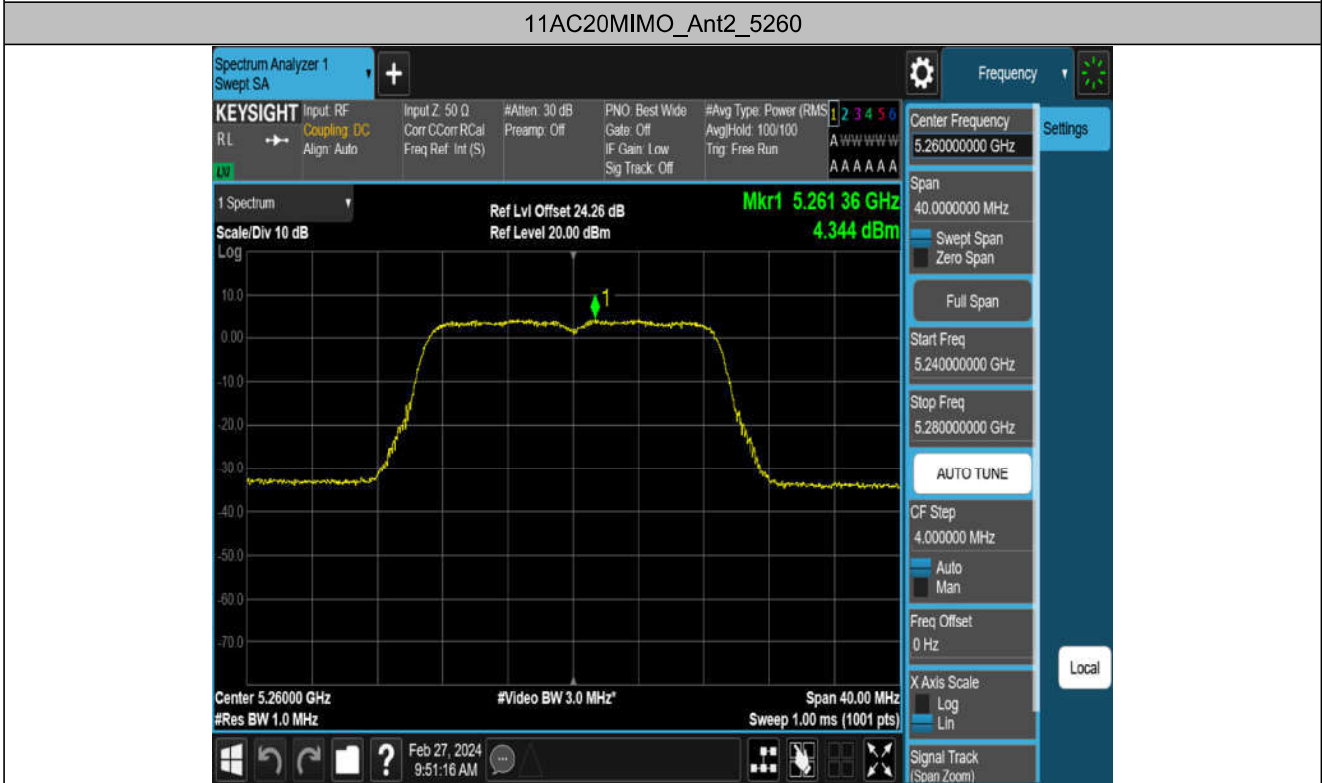 11AC20MIMO_Ant2_5260
Spectrum Analyzer 1
Swept SA
+
Frequency
KEYSIGHT
RL
LXI
Input: RF
Coupling: DC
Align: Auto
Input Z: 50 Ω
Corr CCorr RCal
Freq Ref: Int (S)
#Atten: 30 dB
Preamp: Off
PNO: Best Wide
Gate: Off
IF Gain: Low
Sig Track: Off
#Avg Type: Power (RMS
Avg|Hold: 100/100
Trig: Free Run
1 2 3 4 5 6
A W W W W W
A A A A A A
Center Frequency
5.260000000 GHz
Settings
1 Spectrum
Scale/Div 10 dB
Log
Ref Lvl Offset 24.26 dB
Ref Level 20.00 dBm
Mkr1 5.261 36 GHz
4.344 dBm
Span
40.0000000 MHz
Swept Span
Zero Span
Full Span
Start Freq
5.240000000 GHz
Stop Freq
5.280000000 GHz
AUTO TUNE
CF Step
4.000000 MHz
Auto
Man
Freq Offset
0 Hz
X Axis Scale
Log
Lin
Signal Track
(Span Zoom)
Local
1
10.0
0.00
-10.0
-20.0
-30.0
-40.0
-50.0
-60.0
-70.0
Center 5.26000 GHz
#Res BW 1.0 MHz
#Video BW 3.0 MHz*
Span 40.00 MHz
Sweep 1.00 ms (1001 pts)
?
Feb 27, 2024
9:51:16 AM